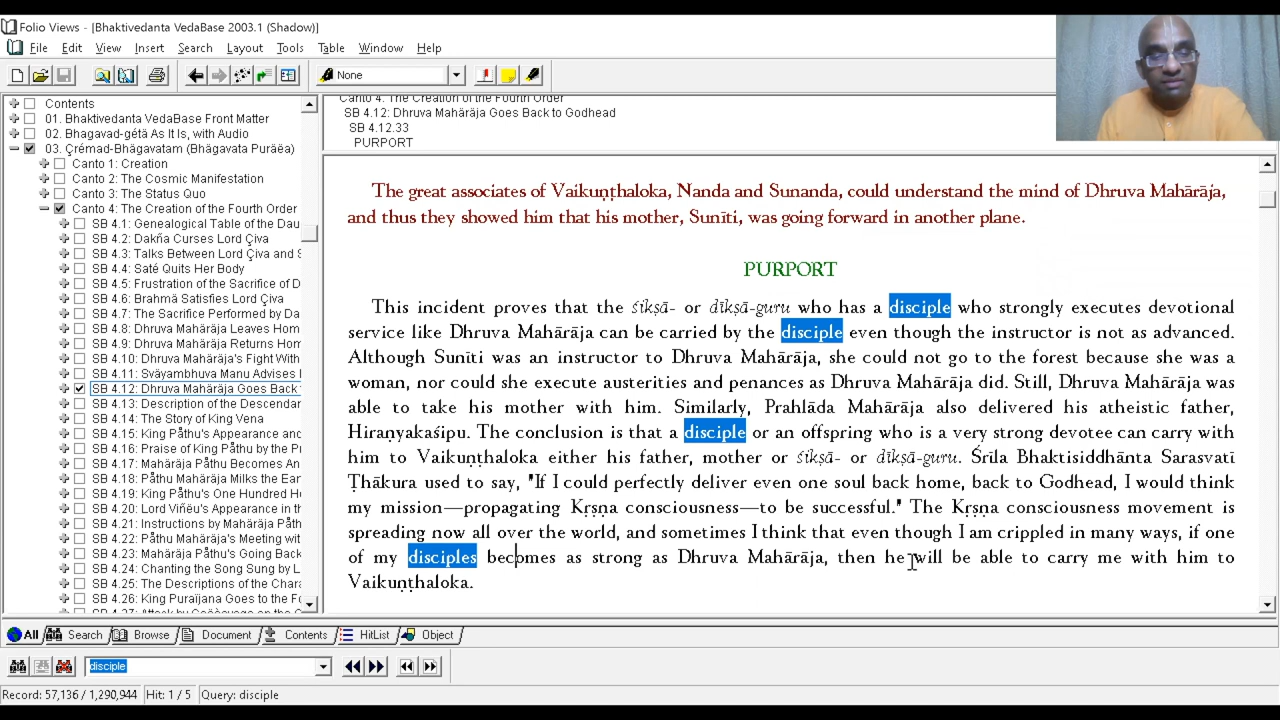 Folio Views - [Bhaktivedanta VedaBase 2003.1 (Shadow)]
File Edit View Insert Search Layout Tools Table Window Help
None
Contents
01. Bhaktivedanta VedaBase Front Matter
02. Bhagavad-gétä As It Is, with Audio
03. Çrémad-Bhägavatam (Bhägavata Puräëa)
Canto 1: Creation
Canto 2: The Cosmic Manifestation
Canto 3: The Status Quo
Canto 4: The Creation of the Fourth Order
SB 4.1: Genealogical Table of the Dau
SB 4.2: Dakña Curses Lord Çiva
SB 4.3: Talks Between Lord Çiva and S
SB 4.4: Saté Quits Her Body
SB 4.5: Frustration of the Sacrifice of D
SB 4.6: Brahmä Satisfies Lord Çiva
SB 4.7: The Sacrifice Performed by Da
SB 4.8: Dhruva Mahäräja Leaves Hom
SB 4.9: Dhruva Mahäräja Returns Hom
SB 4.10: Dhruva Mahäräja's Fight With
SB 4.11: Sväyambhuva Manu Advises
SB 4.12: Dhruva Mahäräja Goes Back
SB 4.13: Description of the Descendan
SB 4.14: The Story of King Vena
SB 4.15: King Påthu's Appearance and
SB 4.16: Praise of King Påthu by the Pr
SB 4.17: Mahäräja Påthu Becomes An
SB 4.18: Påthu Mahäräja Milks the Ear
SB 4.19: King Påthu's One Hundred Ho
SB 4.20: Lord Viñëu's Appearance in th
SB 4.21: Instructions by Mahäräja Påth
SB 4.22: Påthu Mahäräja's Meeting wit
SB 4.23: Mahäräja Påthu's Going Back
SB 4.24: Chanting the Song Sung by L
SB 4.25: The Descriptions of the Chara
SB 4.26: King Puraïjana Goes to the Fo
Canto 4: The Creation of the Fourth Order
SB 4.12: Dhruva Mahäräja Goes Back to Godhead
SB 4.12.33
PURPORT
The great associates of Vaikuṇṭhaloka, Nanda and Sunanda, could understand the mind of Dhruva Mahārāja,
and thus they showed him that his mother, Sunīti, was going forward in another plane.
PURPORT
This incident proves that the śikṣā- or dīkṣā-guru who has a disciple who strongly executes devotional
service like Dhruva Mahārāja can be carried by the disciple even though the instructor is not as advanced.
Although Sunīti was an instructor to Dhruva Mahārāja, she could not go to the forest because she was a
woman, nor could she execute austerities and penances as Dhruva Mahārāja did. Still, Dhruva Mahārāja was
able to take his mother with him. Similarly, Prahlāda Mahārāja also delivered his atheistic father,
Hiraṇyakaśipu. The conclusion is that a disciple or an offspring who is a very strong devotee can carry with
him to Vaikuṇṭhaloka either his father, mother or śikṣā- or dīkṣā-guru. Śrīla Bhaktisiddhānta Sarasvatī
Ṭhākura used to say, "If I could perfectly deliver even one soul back home, back to Godhead, I would think
my mission—propagating Kṛṣṇa consciousness—to be successful." The Kṛṣṇa consciousness movement is
spreading now all over the world, and sometimes I think that even though I am crippled in many ways, if one
of my disciples becomes as strong as Dhruva Mahārāja, then he will be able to carry me with him to
Vaikuṇṭhaloka.
All Search Browse Document Contents HitList Object
disciple
Record: 57,136 / 1,290,944 Hit: 1 / 5 Query: disciple